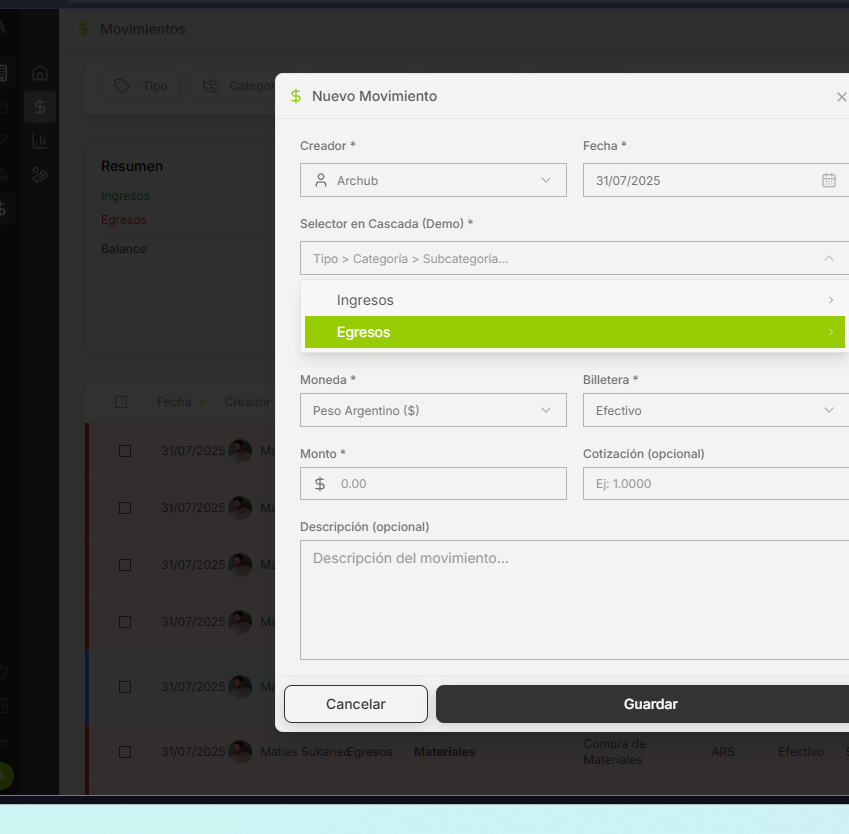 $ Movimientos
Tipo
Categor
$ Nuevo Movimiento
Resumen
Ingresos
Egresos
Balance
Creador *
Fecha *
Archub
31/07/2025
Selector en Cascada (Demo) *
Tipo > Categoría > Subcategoría...
Ingresos
Egresos
Moneda *
Billetera *
Peso Argentino ($)
Efectivo
Monto *
Cotización (opcional)
$ 0.00
Ej: 1.0000
Descripción (opcional)
Descripción del movimiento...
Cancelar
Guardar
Fecha
Creador
31/07/2025 Ma
31/07/2025 Ma
31/07/2025 Ma
31/07/2025 Ma
31/07/2025 Ma
31/07/2025 Matias Sukanec Egresos Materiales Compra de Materiales ARS Efectivo